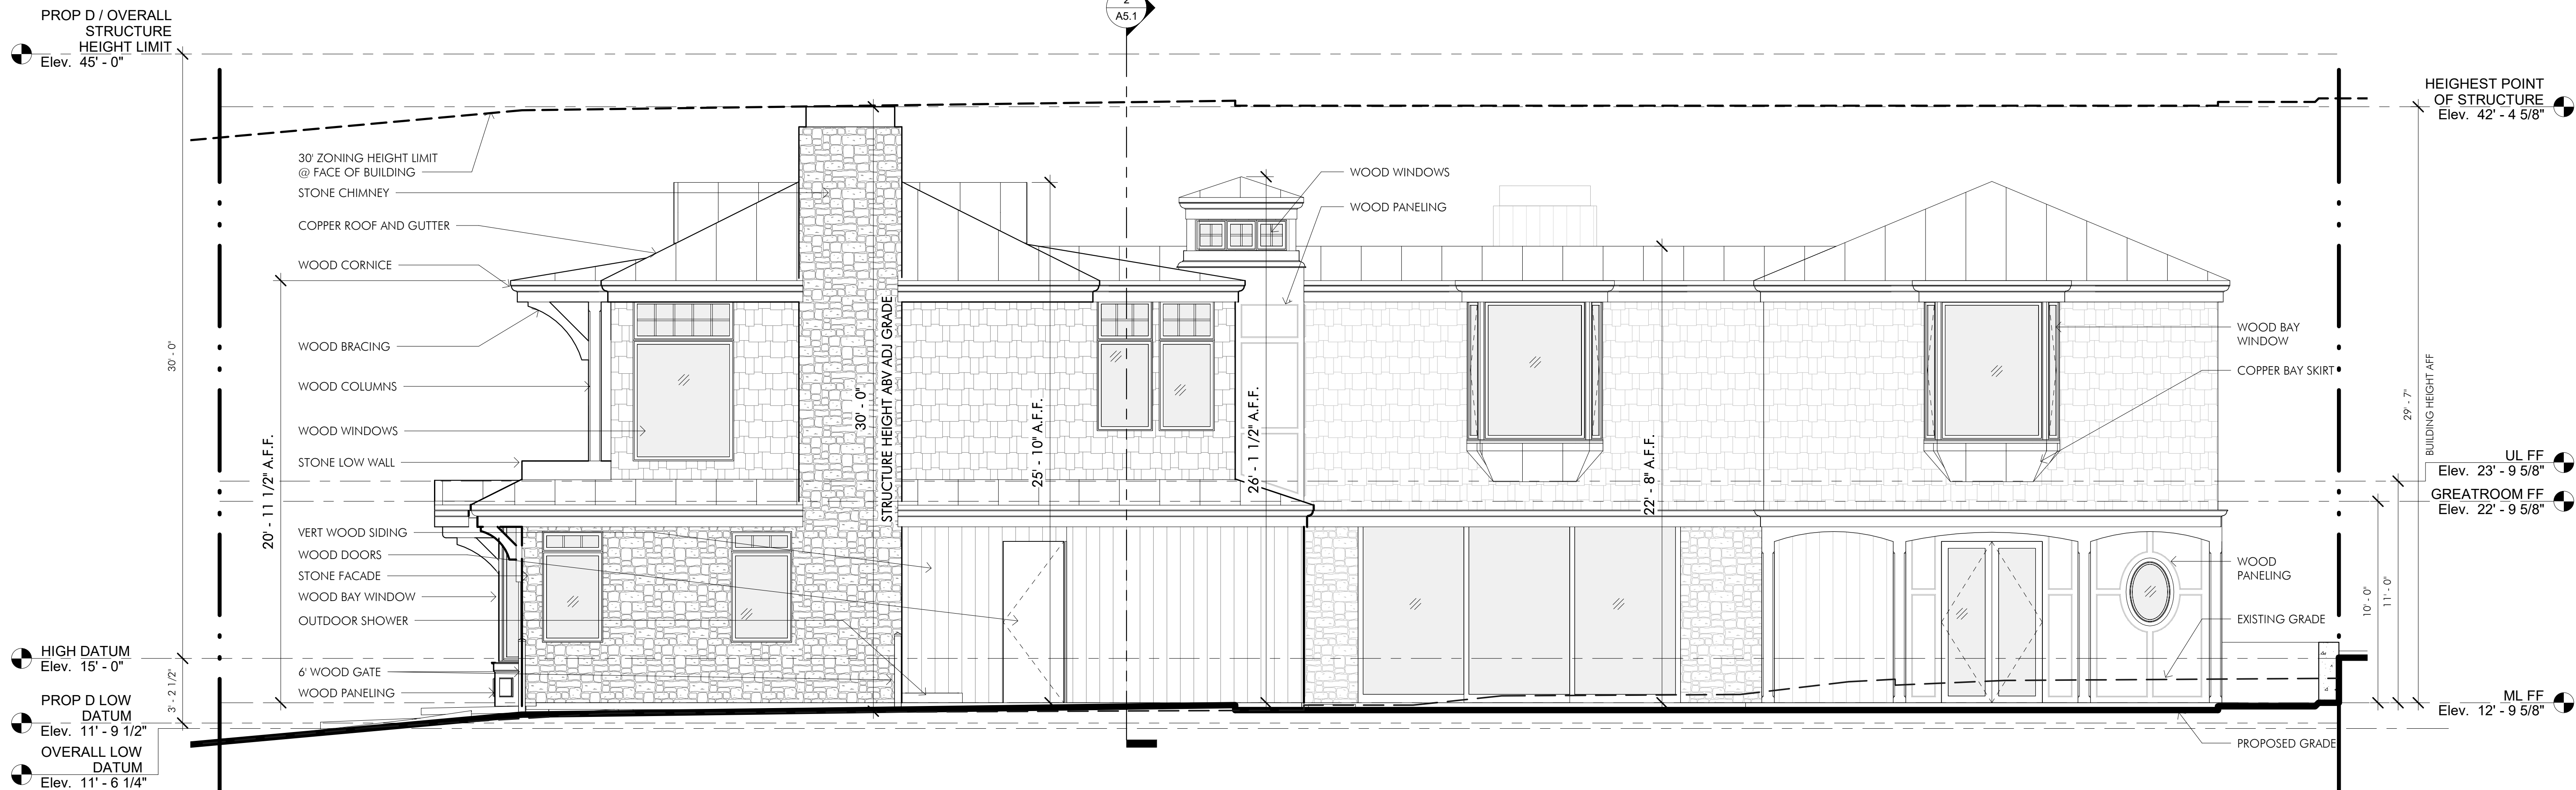 2
A5.1
PROP D / OVERALL
STRUCTURE
HEIGHT LIMIT
Elev. 45' - 0"
HEIGHEST POINT
OF STRUCTURE
Elev. 42' - 4 5/8"
30' ZONING HEIGHT LIMIT
@ FACE OF BUILDING
STONE CHIMNEY
COPPER ROOF AND GUTTER
WOOD CORNICE
WOOD BRACING
WOOD COLUMNS
WOOD WINDOWS
STONE LOW WALL
VERT WOOD SIDING
WOOD DOORS
STONE FACADE
WOOD BAY WINDOW
OUTDOOR SHOWER
6' WOOD GATE
WOOD PANELING
30' - 0"
3' - 2 1/2"
20' - 11 1/2" A.F.F.
30' - 0"
STRUCTURE HEIGHT ABV ADJ GRADE
25' - 10" A.F.F.
26' - 1 1/2" A.F.F.
22' - 8" A.F.F.
WOOD WINDOWS
WOOD PANELING
WOOD BAY
WINDOW
COPPER BAY SKIRT
WOOD
PANELING
EXISTING GRADE
PROPOSED GRADE
29' - 7"
BUILDING HEIGHT AFF
10' - 0"
11' - 0"
UL FF
Elev. 23' - 9 5/8"
GREATROOM FF
Elev. 22' - 9 5/8"
ML FF
Elev. 12' - 9 5/8"
HIGH DATUM
Elev. 15' - 0"
PROP D LOW
DATUM
Elev. 11' - 9 1/2"
OVERALL LOW
DATUM
Elev. 11' - 6 1/4"